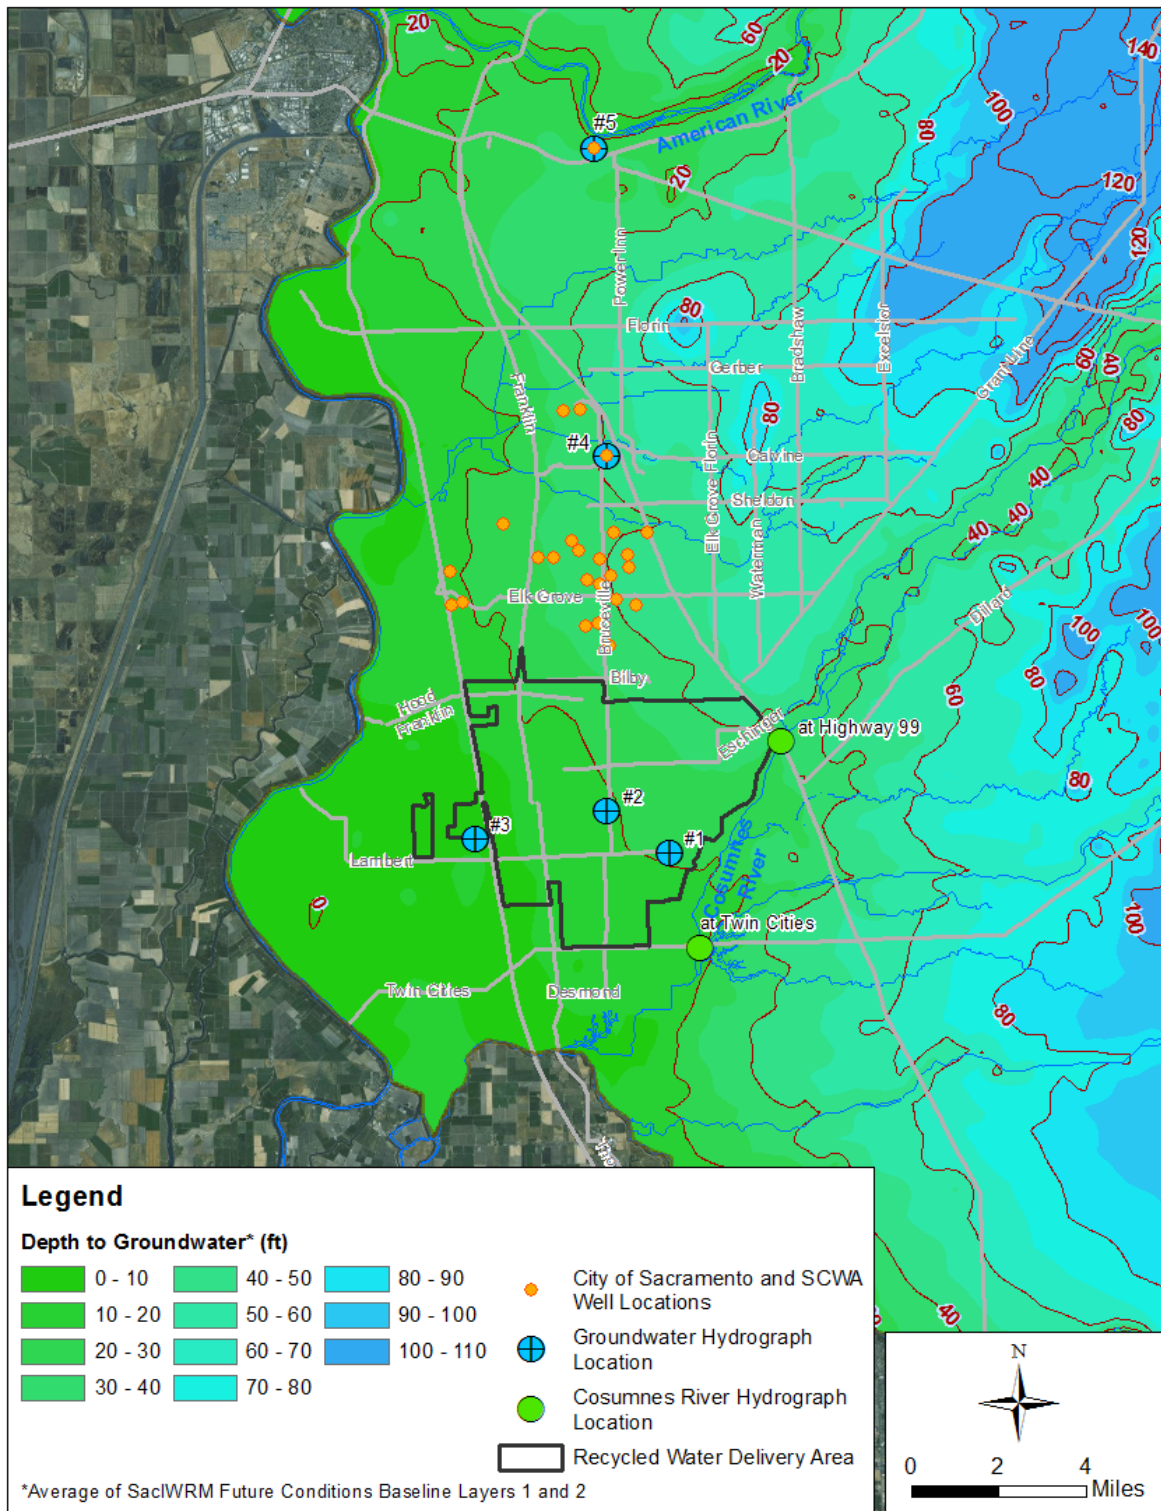 20
60
20
140
#5
American River
100
80
20
120
120
Power Inn
80
Florin
Bradshaw
Excelsior
Gerber
Grant Line
60
40
Franklin
80
80
#4
Calvine
40
Sheldon
Elk Grove Florin
40
40
Waterman
Elk Grove
Bruceville
Dillard
100
100
80
Bilby
60
Hood
Franklin
Eschinger
at Highway 99
80
#2
#3
#1
Lambert
Cosumnes
River
0
100
at Twin Cities
Twin Cities
Desmond
80
40
Legend
Depth to Groundwater* (ft)
0 - 10
10 - 20
20 - 30
30 - 40
40 - 50
50 - 60
60 - 70
70 - 80
80 - 90
90 - 100
100 - 110
City of Sacramento and SCWA
Well Locations
Groundwater Hydrograph
Location
Cosumnes River Hydrograph
Location
Recycled Water Delivery Area
*Average of SacIWRM Future Conditions Baseline Layers 1 and 2
N
0 2 4
Miles